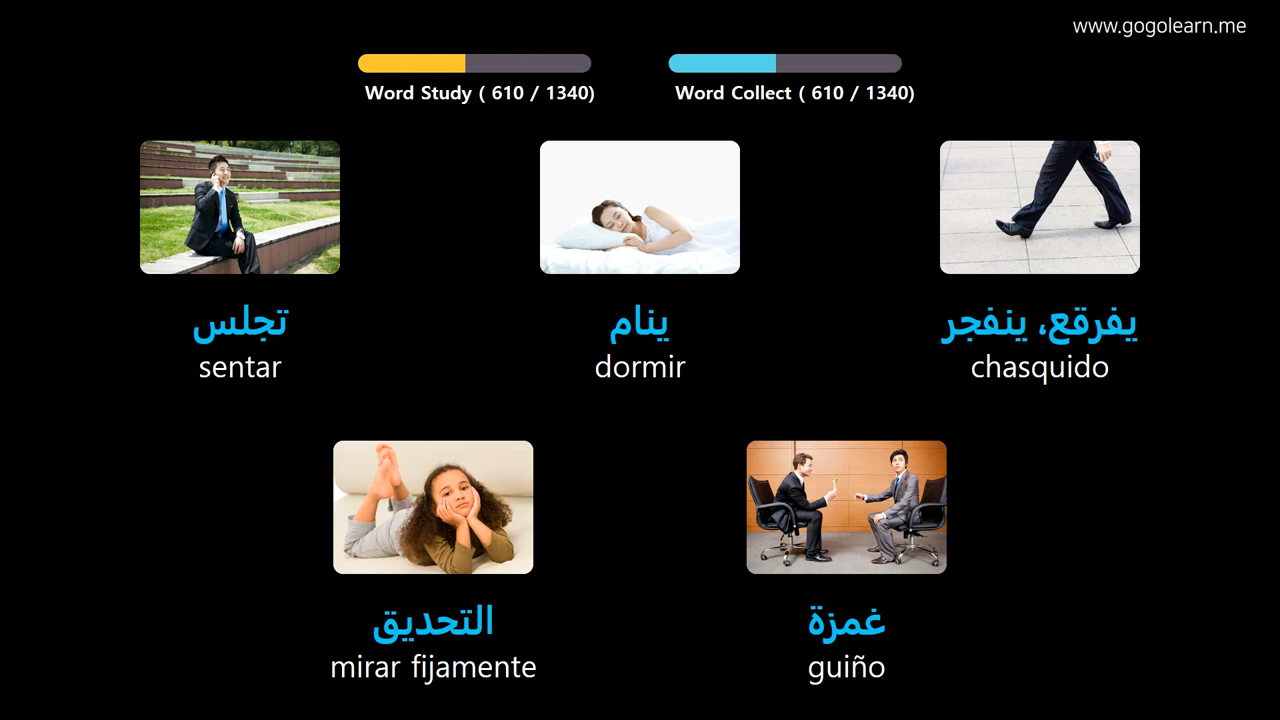 www.gogolearn.me
Word Study ( 610 / 1340)
Word Collect ( 610 / 1340)
تجلس
sentar
ينام
dormir
يفرقع، ينفجر
chasquido
التحديق
mirar fijamente
غمزة
guiño